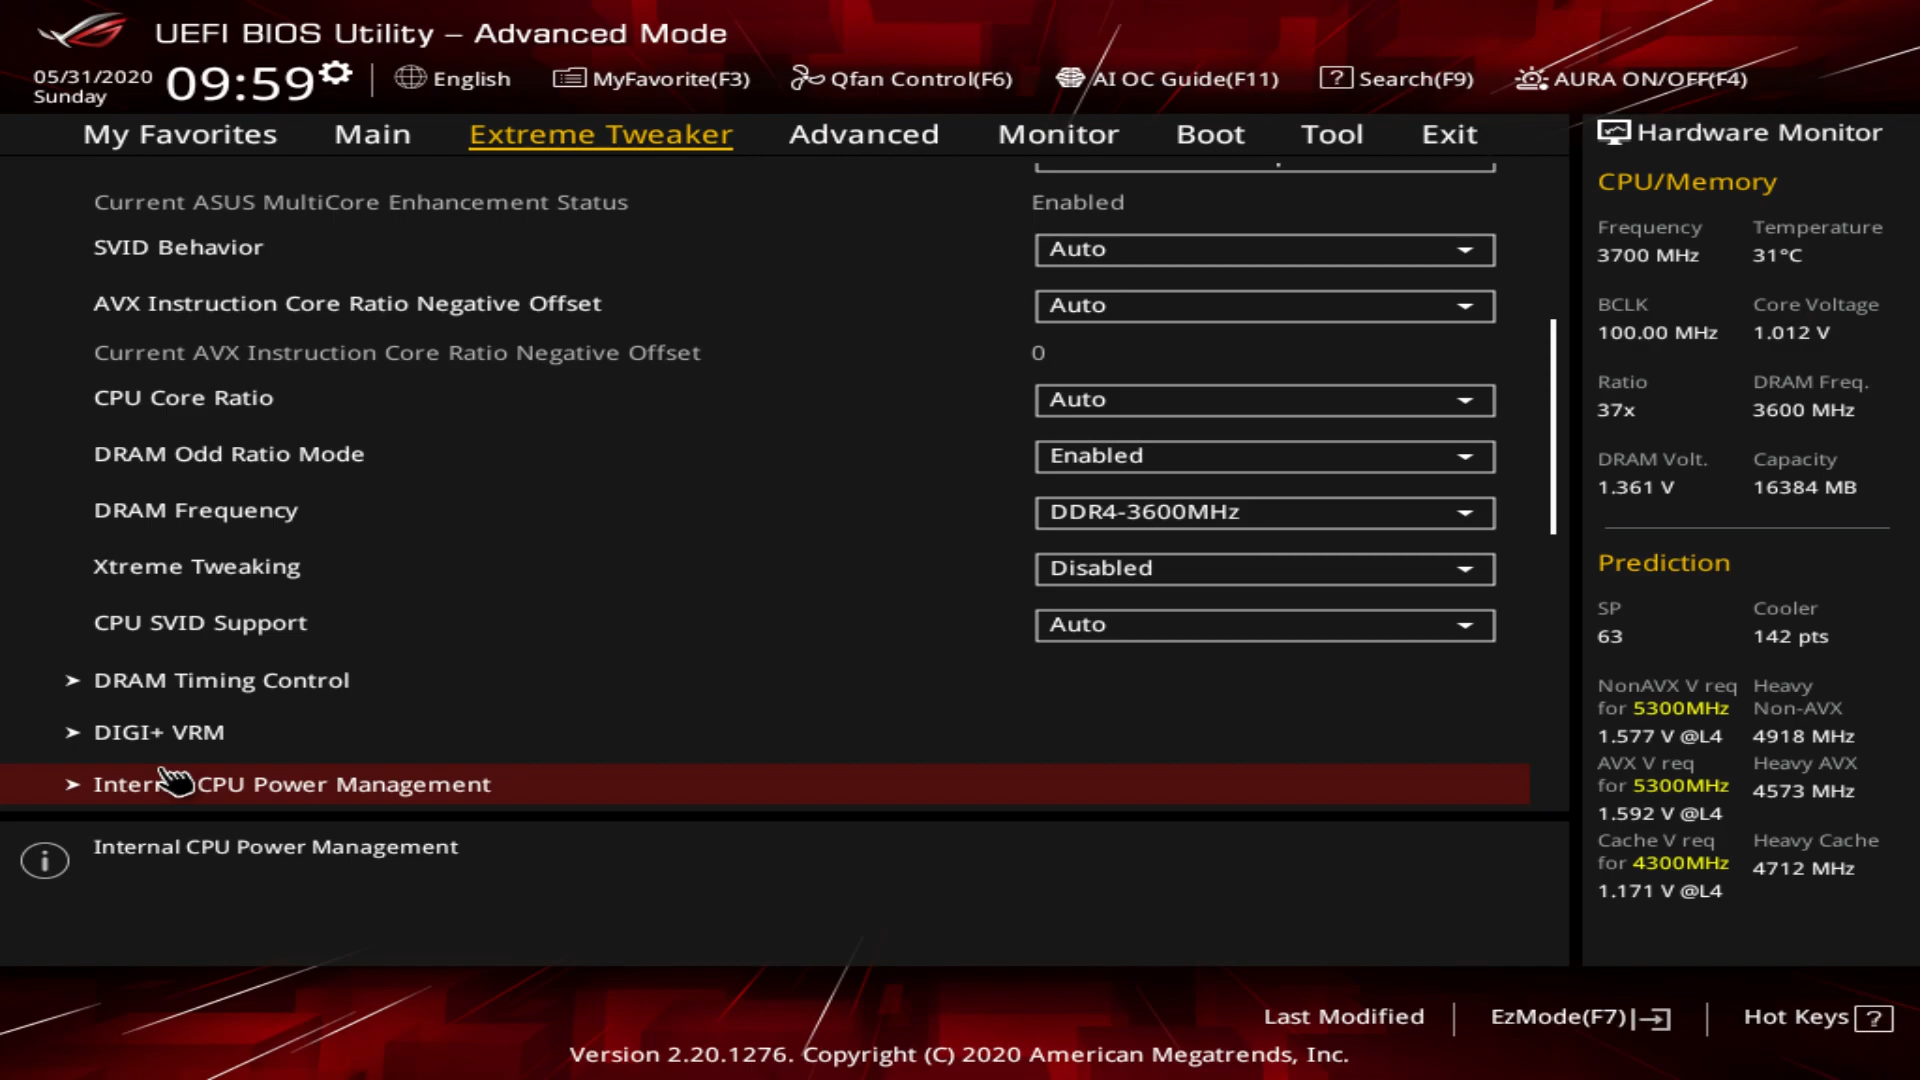 UEFI BIOS Utility – Advanced Mode
05/31/2020
Sunday
09:59
English
MyFavorite(F3)
Qfan Control(F6)
AI OC Guide(F11)
? Search(F9)
AURA ON/OFF(F4)
My Favorites
Main
Extreme Tweaker
Advanced
Monitor
Boot
Tool
Exit
Current ASUS MultiCore Enhancement Status Enabled
SVID Behavior Auto
AVX Instruction Core Ratio Negative Offset Auto
Current AVX Instruction Core Ratio Negative Offset 0
CPU Core Ratio Auto
DRAM Odd Ratio Mode Enabled
DRAM Frequency DDR4-3600MHz
Xtreme Tweaking Disabled
CPU SVID Support Auto
DRAM Timing Control
DIGI+ VRM
Internal CPU Power Management
Internal CPU Power Management
Hardware Monitor
CPU/Memory
Frequency Temperature
3700 MHz 31°C
BCLK Core Voltage
100.00 MHz 1.012 V
Ratio DRAM Freq.
37x 3600 MHz
DRAM Volt. Capacity
1.361 V 16384 MB
Prediction
SP Cooler
63 142 pts
NonAVX V req Heavy
for 5300MHz Non-AVX
1.577 V @L4 4918 MHz
AVX V req Heavy AVX
for 5300MHz 4573 MHz
1.592 V @L4
Cache V req Heavy Cache
for 4300MHz 4712 MHz
1.171 V @L4
Last Modified
EzMode(F7)
Hot Keys ?
Version 2.20.1276. Copyright (C) 2020 American Megatrends, Inc.